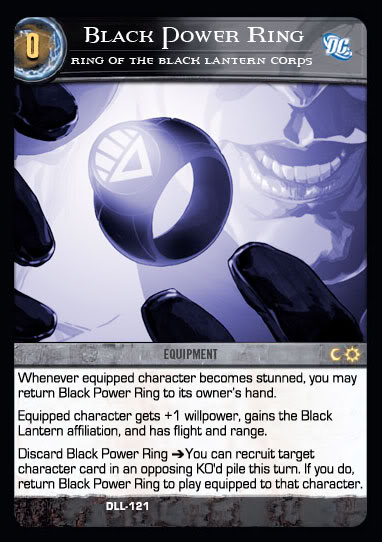 0
Black Power Ring
DC
Ring of the Black Lantern Corps
EQUIPMENT
Whenever equipped character becomes stunned, you may
return Black Power Ring to its owner's hand.
Equipped character gets +1 willpower, gains the Black
Lantern affiliation, and has flight and range.
Discard Black Power Ring ➔You can recruit target
character card in an opposing KO'd pile this turn. If you do,
return Black Power Ring to play equipped to that character.
DLL-121